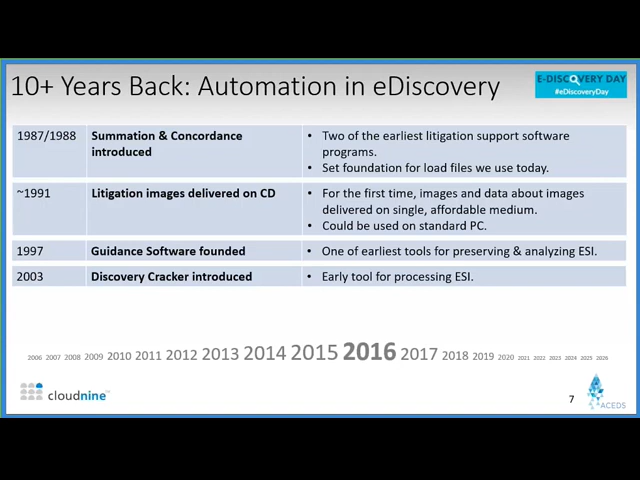 10+ Years Back: Automation in eDiscovery
E-DISCOVERY DAY
#eDiscoveryDay
1987/1988 Summation & Concordance • Two of the earliest litigation support software
introduced programs.
• Set foundation for load files we use today.
~1991 Litigation images delivered on CD • For the first time, images and data about images
delivered on single, affordable medium.
• Could be used on standard PC.
1997 Guidance Software founded • One of earliest tools for preserving & analyzing ESI.
2003 Discovery Cracker introduced • Early tool for processing ESI.
2006 2007 2008 2009 2010 2011 2012 2013 2014 2015 2016 2017 2018 2019 2020 2021 2022 2023 2024 2025 2026
cloudnine
7
ACEDS